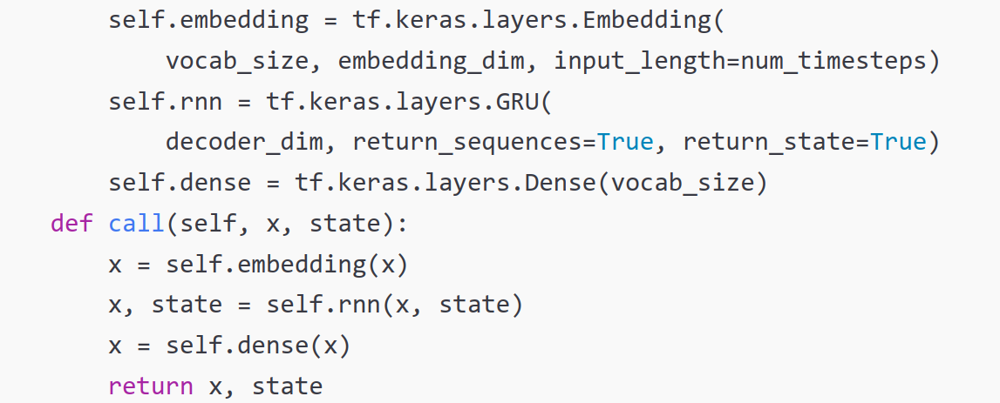 self.embedding = tf.keras.layers.Embedding(
vocab_size, embedding_dim, input_length=num_timesteps)
self.rnn = tf.keras.layers.GRU(
decoder_dim, return_sequences=True, return_state=True)
self.dense = tf.keras.layers.Dense(vocab_size)
def call(self, x, state):
x = self.embedding(x)
x, state = self.rnn(x, state)
x = self.dense(x)
return x, state